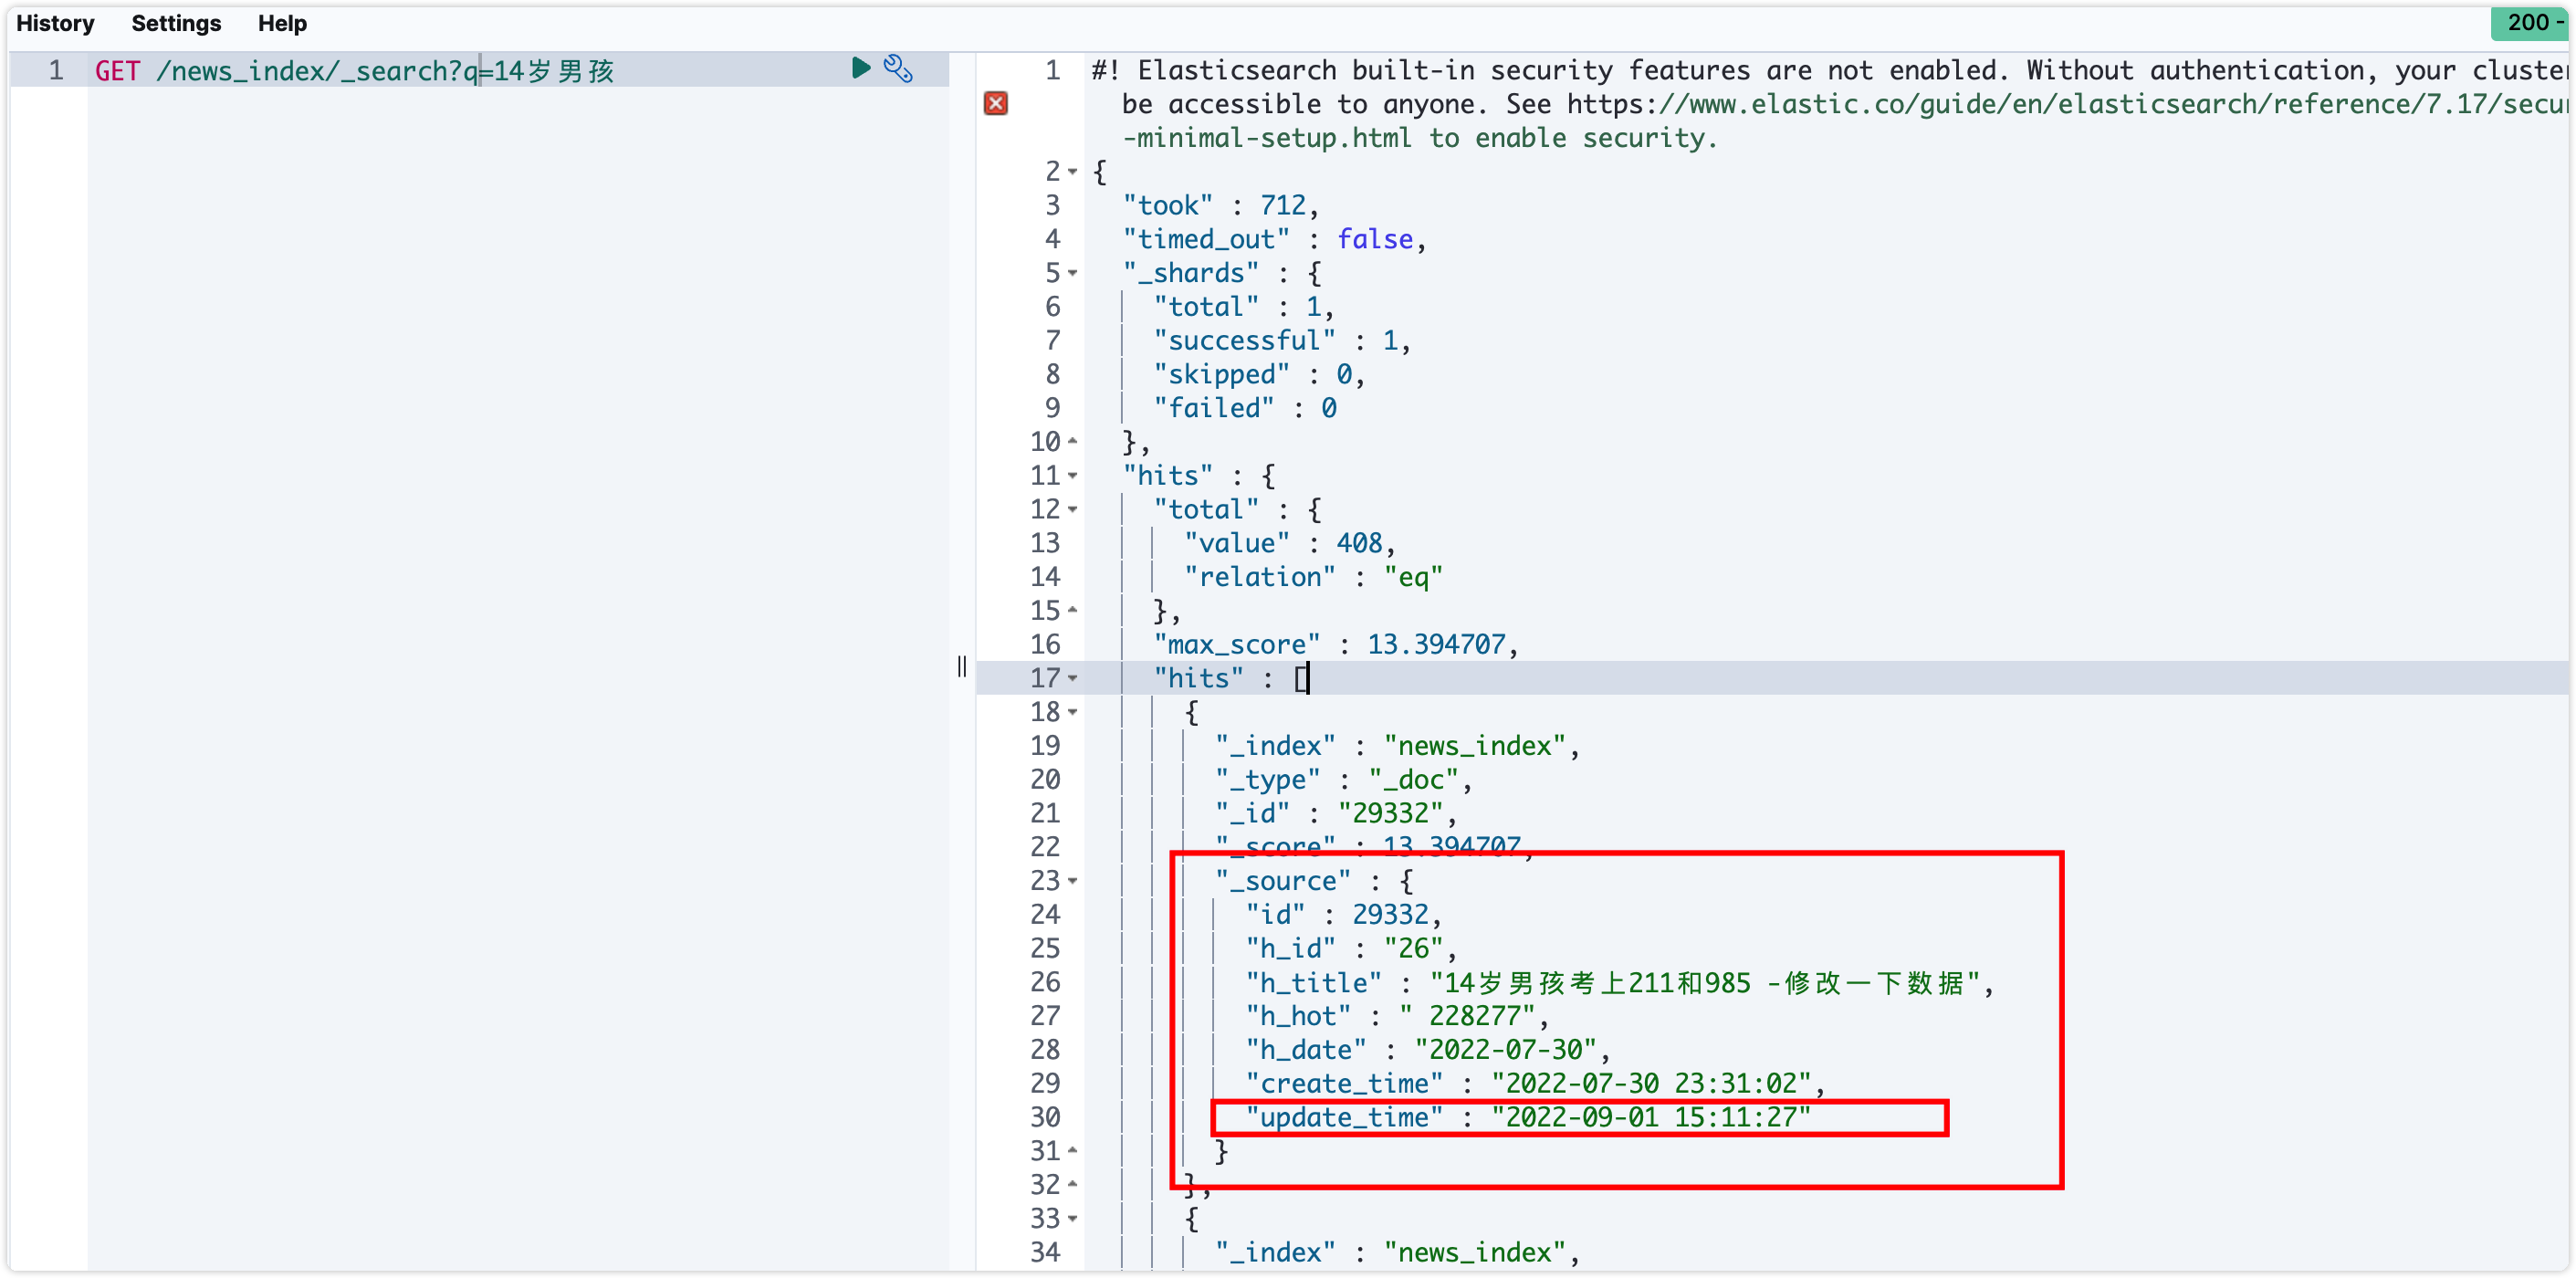 History Settings Help
200 -
1 GET /news_index/_search?q=14岁男孩
1 #! Elasticsearch built-in security features are not enabled. Without authentication, your cluster
be accessible to anyone. See https://www.elastic.co/guide/en/elasticsearch/reference/7.17/secur
-minimal-setup.html to enable security.
2 {
3 "took" : 712,
4 "timed_out" : false,
5 "_shards" : {
6 "total" : 1,
7 "successful" : 1,
8 "skipped" : 0,
9 "failed" : 0
10 },
11 "hits" : {
12 "total" : {
13 "value" : 408,
14 "relation" : "eq"
15 },
16 "max_score" : 13.394707,
17 "hits" : [
18 {
19 "_index" : "news_index",
20 "_type" : "_doc",
21 "_id" : "29332",
22 "_score" : 13.394707,
23 "_source" : {
24 "id" : 29332,
25 "h_id" : "26",
26 "h_title" : "14岁男孩考上211和985 -修改一下数据",
27 "h_hot" : " 228277",
28 "h_date" : "2022-07-30",
29 "create_time" : "2022-07-30 23:31:02",
30 "update_time" : "2022-09-01 15:11:27"
31 }
32 },
33 {
34 "_index" : "news_index",